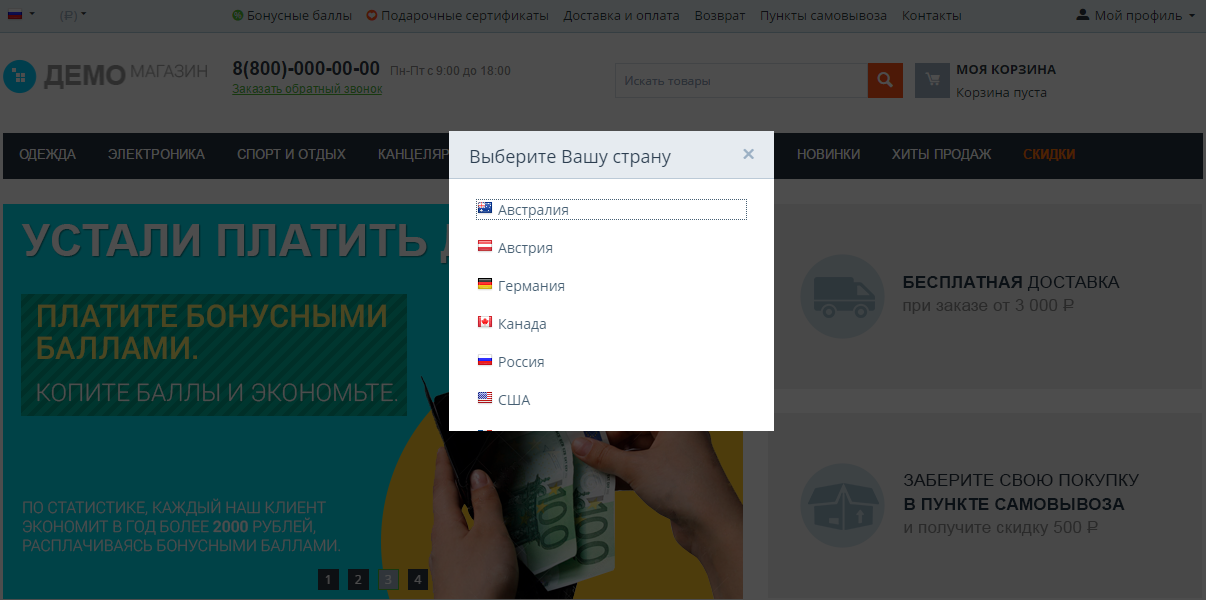 (₽)
Бонусные баллы
Подарочные сертификаты
Доставка и оплата
Возврат
Пункты самовывоза
Контакты
Мой профиль
ДЕМО МАГАЗИН
8(800)-000-00-00
Пн-Пт с 9:00 до 18:00
Заказать обратный звонок
Искать товары
МОЯ КОРЗИНА
Корзина пуста
ОДЕЖДА
ЭЛЕКТРОНИКА
СПОРТ И ОТДЫХ
КАНЦЕЛЯР
НОВИНКИ
ХИТЫ ПРОДАЖ
СКИДКИ
Выберите Вашу страну
×
Австралия
Австрия
Германия
Канада
Россия
США
УСТАЛИ ПЛАТИТЬ
ПЛАТИТЕ БОНУСНЫМИ
БАЛЛАМИ.
КОПИТЕ БАЛЛЫ И ЭКОНОМЬТЕ.
ПО СТАТИСТИКЕ, КАЖДЫЙ НАШ КЛИЕНТ
ЭКОНОМИТ В ГОД БОЛЕЕ 2000 РУБЛЕЙ,
РАСПЛАЧИВАЯСЬ БОНУСНЫМИ БАЛЛАМИ.
100
100
1
2
3
4
БЕСПЛАТНАЯ ДОСТАВКА
при заказе от 3 000 ₽
ЗАБЕРИТЕ СВОЮ ПОКУПКУ
В ПУНКТЕ САМОВЫВОЗА
и получите скидку 500 ₽